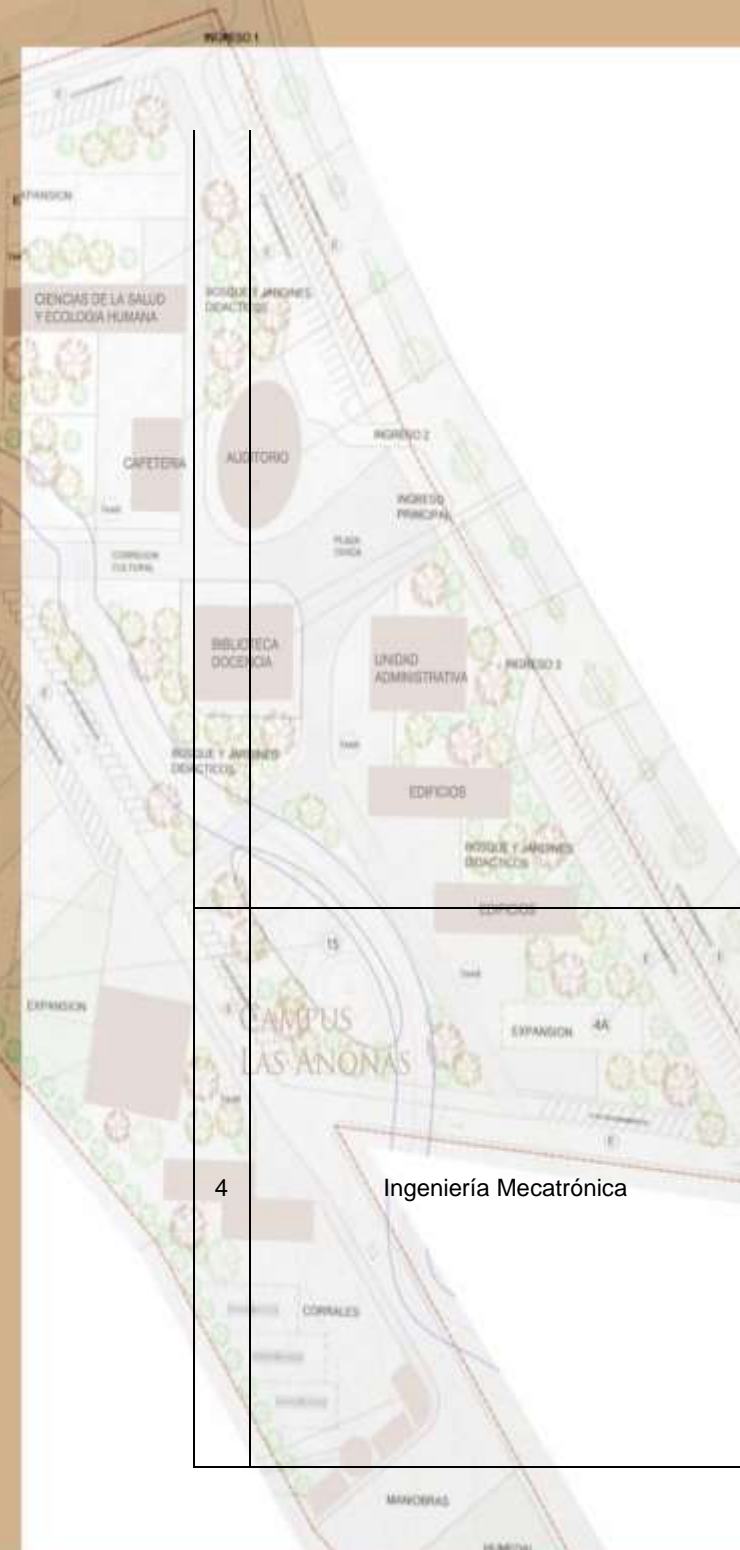 INGRESO 1
EXPANSION
CIENCIAS DE LA SALUD
Y ECOLOGIA HUMANA
BOSQUE Y JARDINES
DIDACTICOS
CAFETERIA
AUDITORIO
INGRESO 2
INGRESO
PRINCIPAL
PLAZA
CIVICA
CORREDOR
CULTURAL
BIBLIOTECA
DOCENCIA
UNIDAD
ADMINISTRATIVA
INGRESO 3
BOSQUE Y JARDINES
DIDACTICOS
EDIFICIOS
BOSQUE Y JARDINES
DIDACTICOS
EDIFICIOS
15
EXPANSION
CAMPUS
LAS ANONAS
EXPANSION
4A
4
Ingeniería Mecatrónica
CORRALES
MANIOBRAS
HUMEDAL